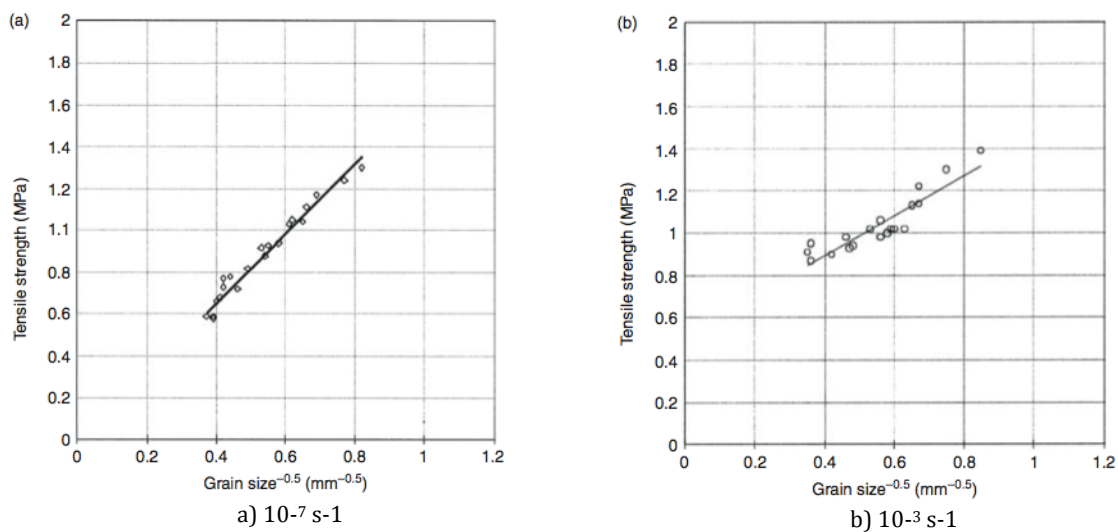 (a)
Tensile strength (MPa)
2
1.8
1.6
1.4
1.2
1.1
0.8
0.6
0.4
0.2
0
0 0.2 0.4 0.6 0.8 1 1.2
Grain size–0.5 (mm–0.5)
a) 10-7 s-1
(b)
Tensile strength (MPa)
2
1.8
1.6
1.4
1.2
1
0.8
0.6
0.4
0.2
0
0 0.2 0.4 0.6 0.8 1 1.2
Grain size–0.5 (mm–0.5)
b) 10-3 s-1